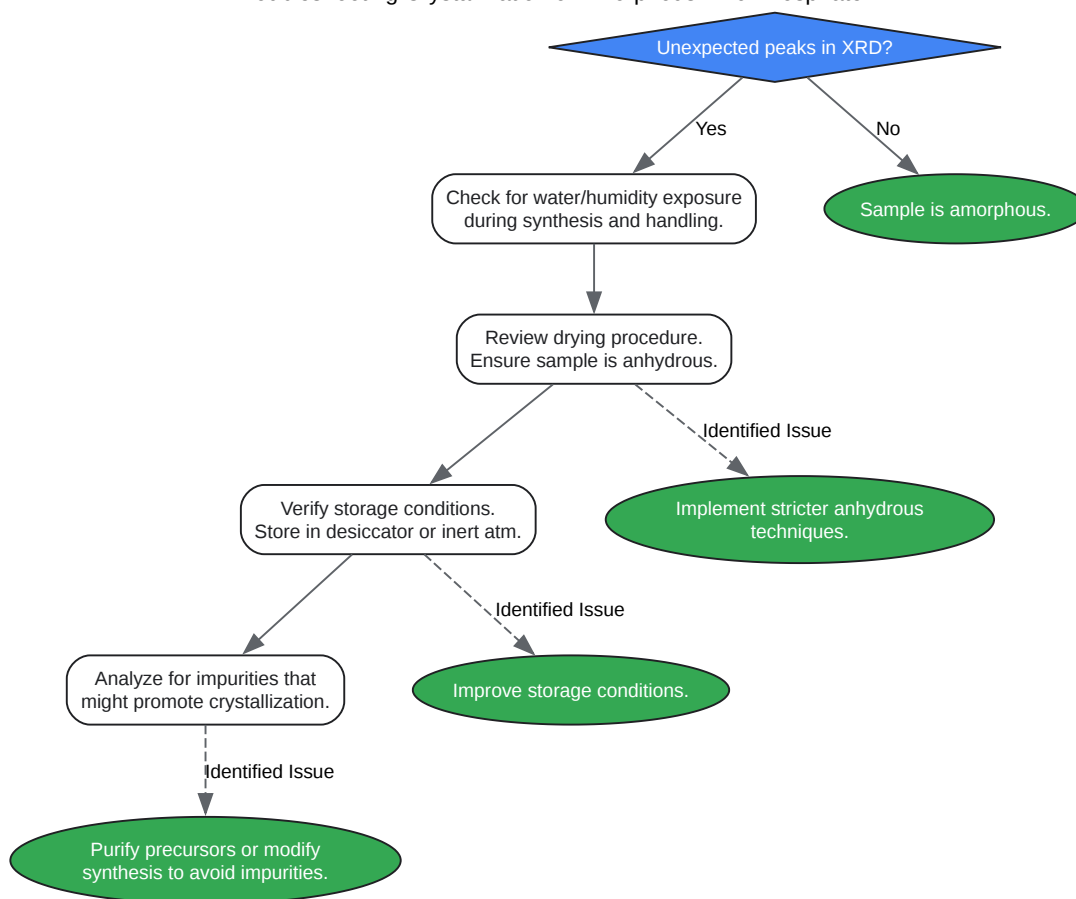 Unexpected peaks in XRD?
Yes
No
Check for water/humidity exposure
during synthesis and handling.
Sample is amorphous.
Review drying procedure.
Ensure sample is anhydrous.
Identified Issue
Verify storage conditions.
Store in desiccator or inert atm.
Implement stricter anhydrous
techniques.
Identified Issue
Analyze for impurities that
might promote crystallization.
Improve storage conditions.
Identified Issue
Purify precursors or modify
synthesis to avoid impurities.